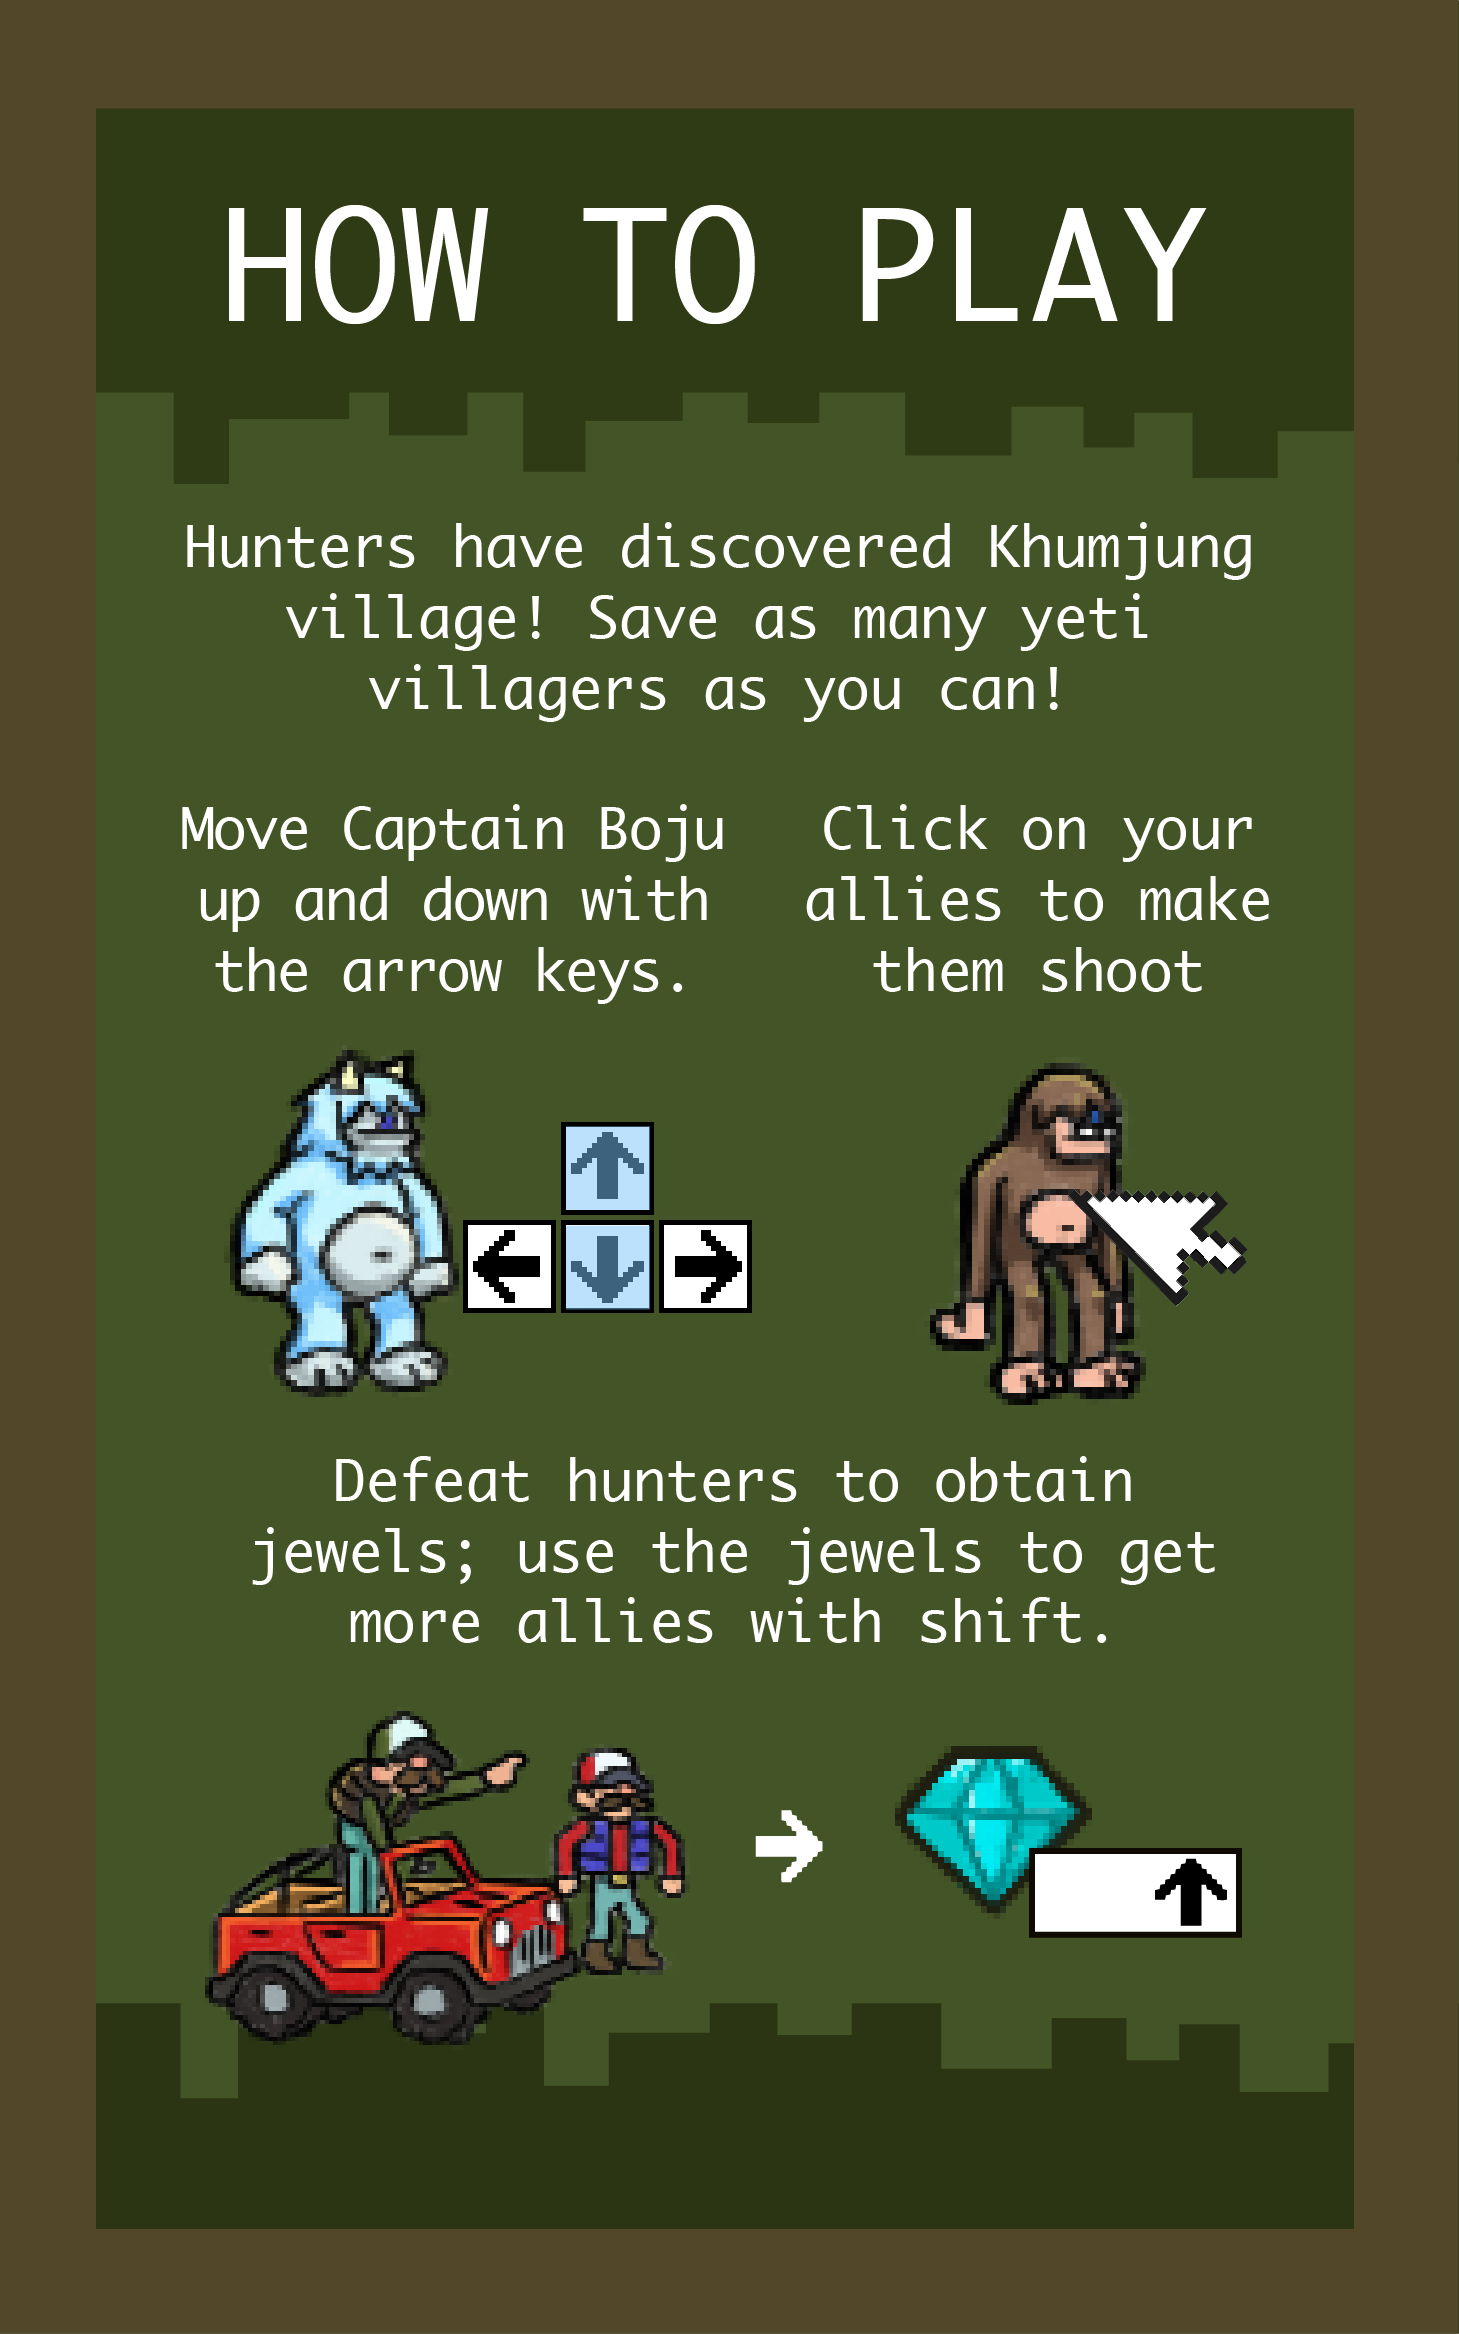 HOW TO PLAY
Hunters have discovered Khumjung
village! Save as many yeti
villagers as you can!
Move Captain Boju
up and down with
the arrow keys.
Click on your
allies to make
them shoot
Defeat hunters to obtain
jewels; use the jewels to get
more allies with shift.